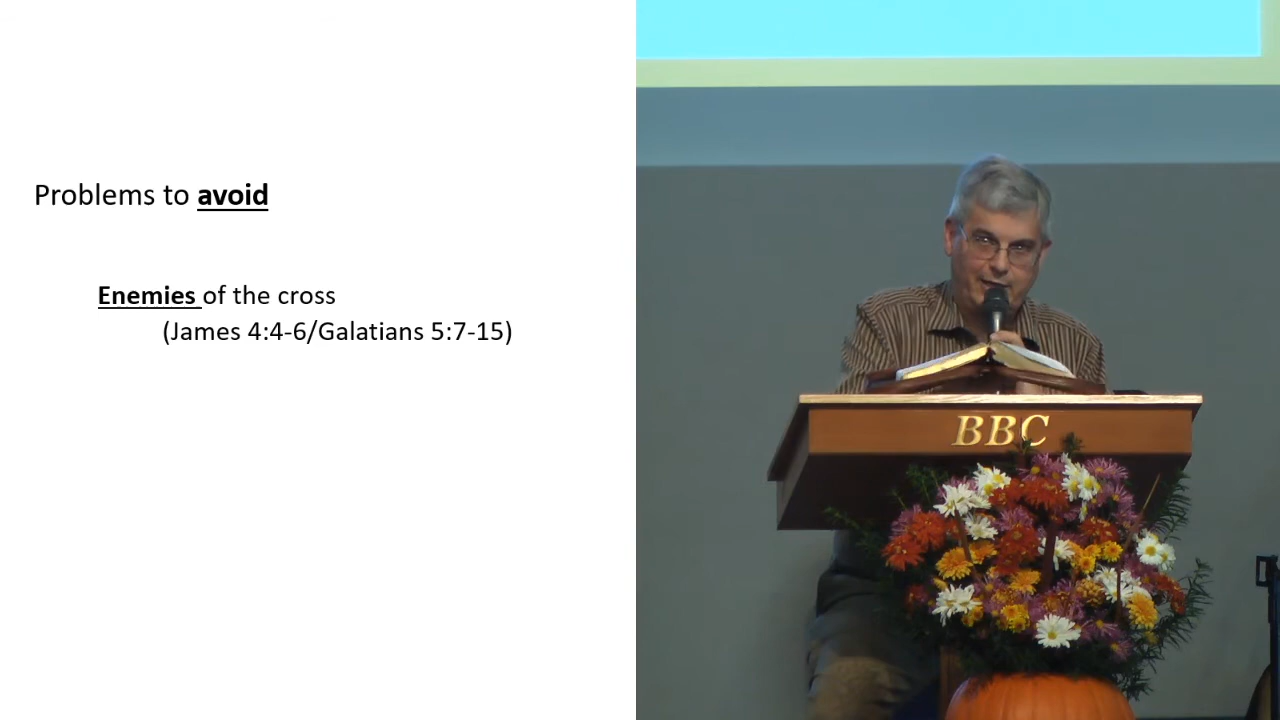 Problems to avoid
Enemies of the cross
(James 4:4-6/Galatians 5:7-15)
BBC